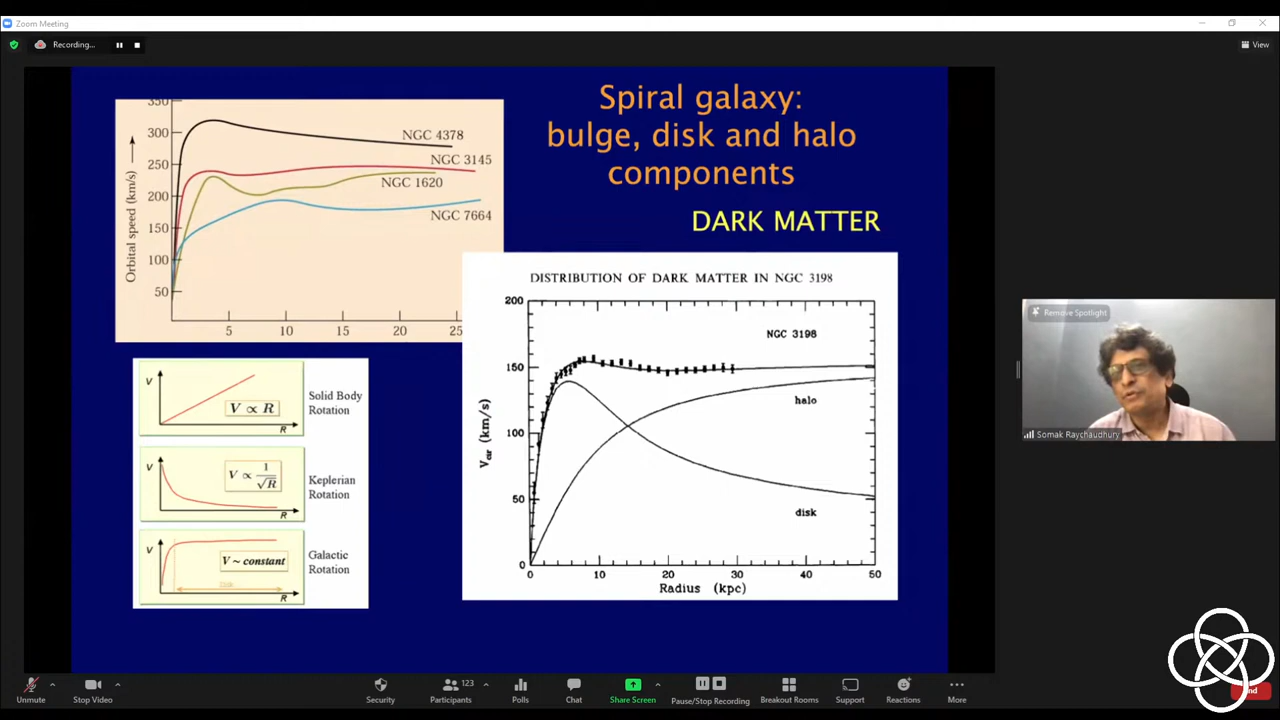 Zoom Meeting
Recording...
View
Spiral galaxy:
bulge, disk and halo
components
DARK MATTER
350
300
250
200
150
100
50
Orbital speed (km/s)
NGC 4378
NGC 3145
NGC 1620
NGC 7664
5
10
15
20
25
DISTRIBUTION OF DARK MATTER IN NGC 3198
NGC 3198
200
150
100
50
0
V (km/s)
halo
disk
0
10
20
30
40
50
Radius (kpc)
V
V ∝ R
R
Solid Body
Rotation
V
V ∝ 1/√R
R
Keplerian
Rotation
V
V ~ constant
Disk
R
Galactic
Rotation
Remove Spotlight
Somak Raychaudhury
Unmute
Stop Video
Security
123
Participants
Polls
Chat
Share Screen
Pause/Stop Recording
Breakout Rooms
Support
Reactions
More